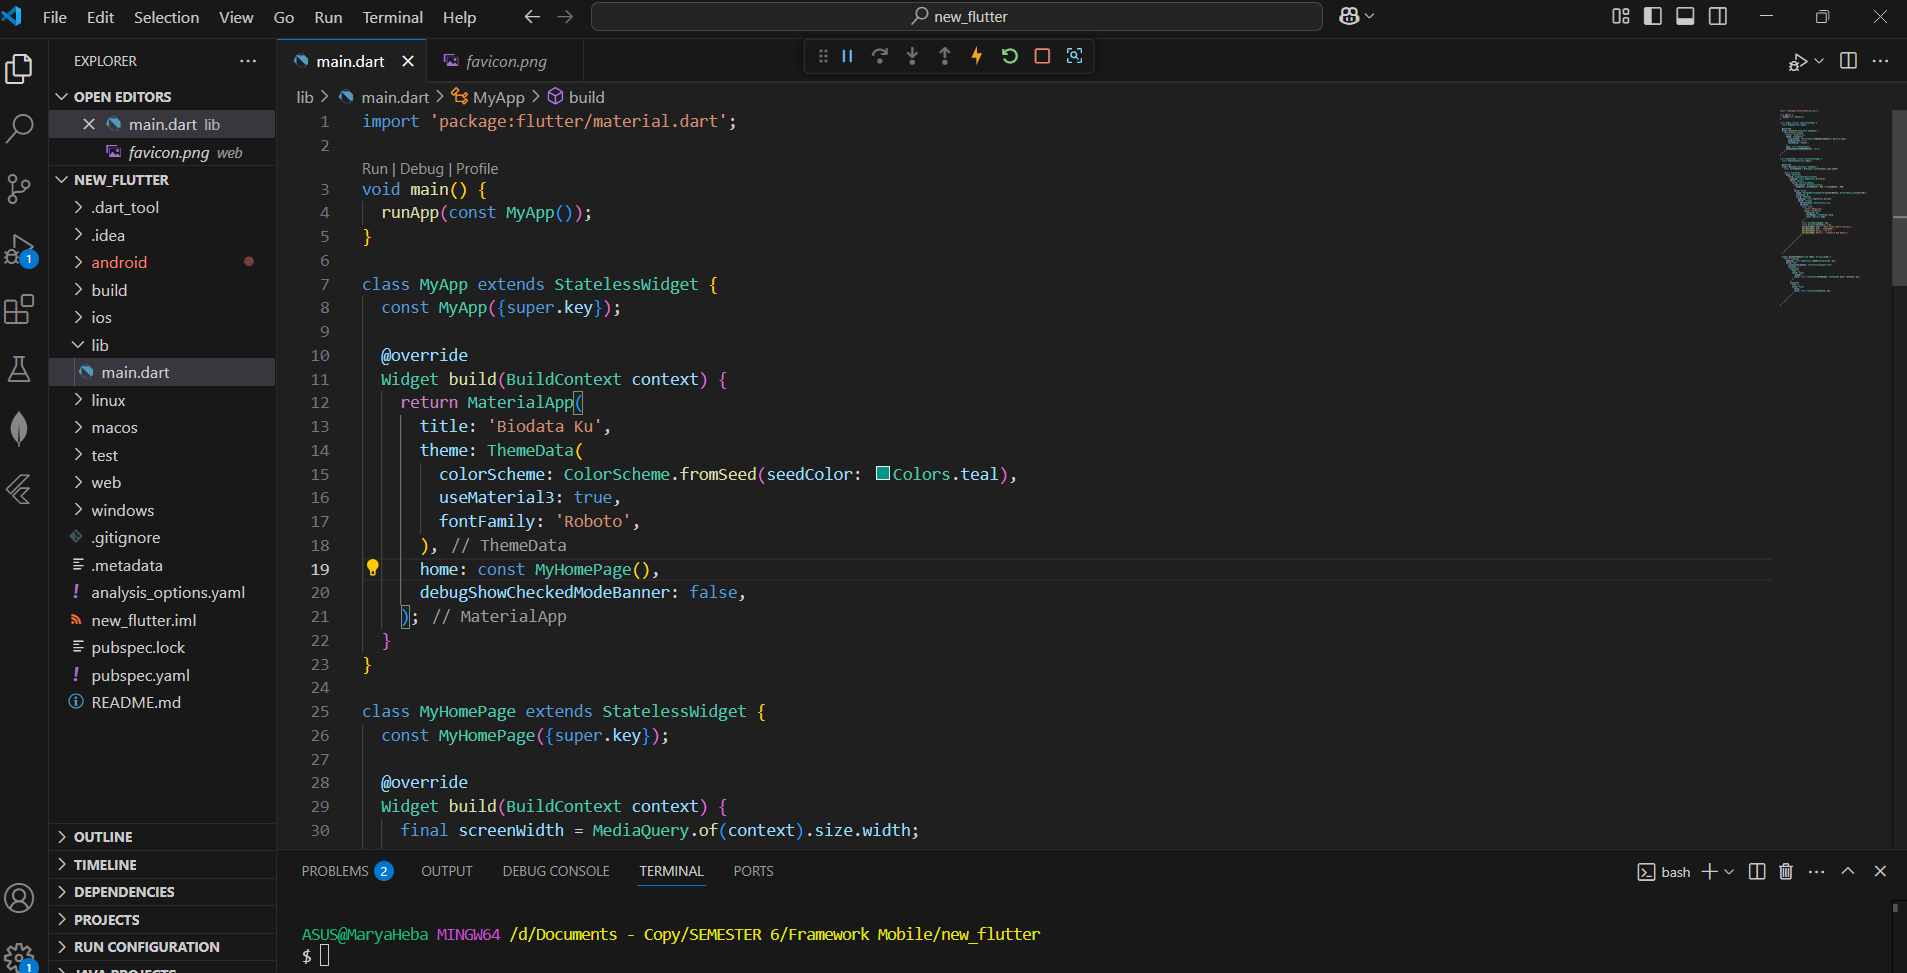 File Edit Selection View Go Run Terminal Help
new_flutter
EXPLORER
OPEN EDITORS
main.dart lib
favicon.png web
NEW_FLUTTER
.dart_tool
.idea
android
build
ios
lib
main.dart
linux
macos
test
web
windows
.gitignore
.metadata
analysis_options.yaml
new_flutter.iml
pubspec.lock
pubspec.yaml
README.md
OUTLINE
TIMELINE
DEPENDENCIES
PROJECTS
RUN CONFIGURATION
JAVA PROJECTS
1
1
main.dart
favicon.png
lib > main.dart > MyApp > build
1 import 'package:flutter/material.dart';
2
Run | Debug | Profile
3 void main() {
4 runApp(const MyApp());
5 }
6
7 class MyApp extends StatelessWidget {
8 const MyApp({super.key});
9
10 @override
11 Widget build(BuildContext context) {
12 return MaterialApp(
13 title: 'Biodata Ku',
14 theme: ThemeData(
15 colorScheme: ColorScheme.fromSeed(seedColor: Colors.teal),
16 useMaterial3: true,
17 fontFamily: 'Roboto',
18 ), // ThemeData
19 home: const MyHomePage(),
20 debugShowCheckedModeBanner: false,
21 ); // MaterialApp
22 }
23 }
24
25 class MyHomePage extends StatelessWidget {
26 const MyHomePage({super.key});
27
28 @override
29 Widget build(BuildContext context) {
30 final screenWidth = MediaQuery.of(context).size.width;
PROBLEMS 2 OUTPUT DEBUG CONSOLE TERMINAL PORTS
bash
ASUS@MaryaHeba MINGW64 /d/Documents - Copy/SEMESTER 6/Framework Mobile/new_flutter
$